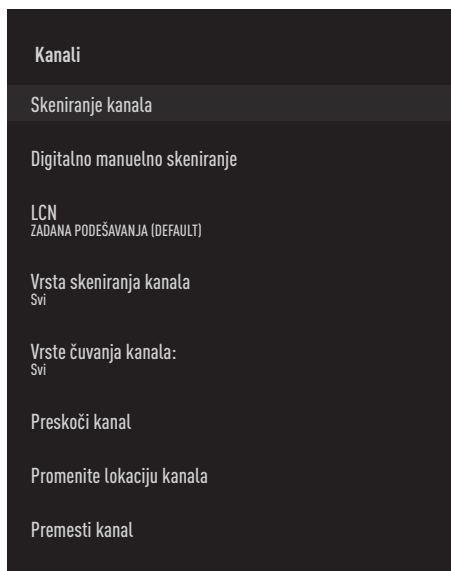 Kanali
Skeniranje kanala
Digitalno manuelno skeniranje
LCN
ZADANA PODEŠAVANJA (DEFAULT)
Vrsta skeniranja kanala
Svi
Vrste čuvanja kanala:
Svi
Preskoči kanal
Promenite lokaciju kanala
Premesti kanal